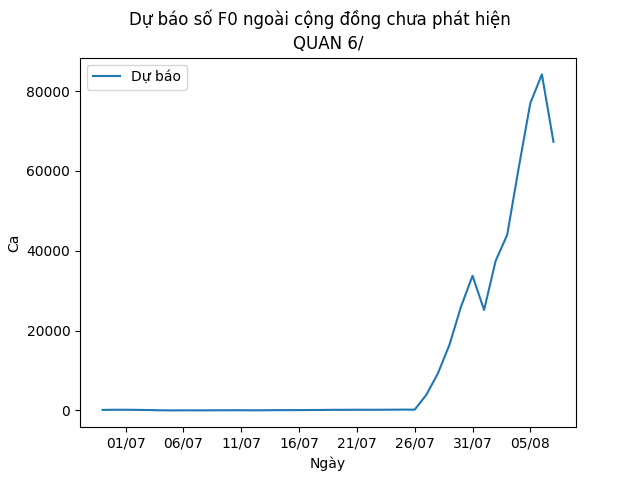 Dự báo số F0 ngoài cộng đồng chưa phát hiện
QUAN 6/
Dự báo
80000
60000
40000
20000
0
Ca
01/07 06/07 11/07 16/07 21/07 26/07 31/07 05/08
Ngày